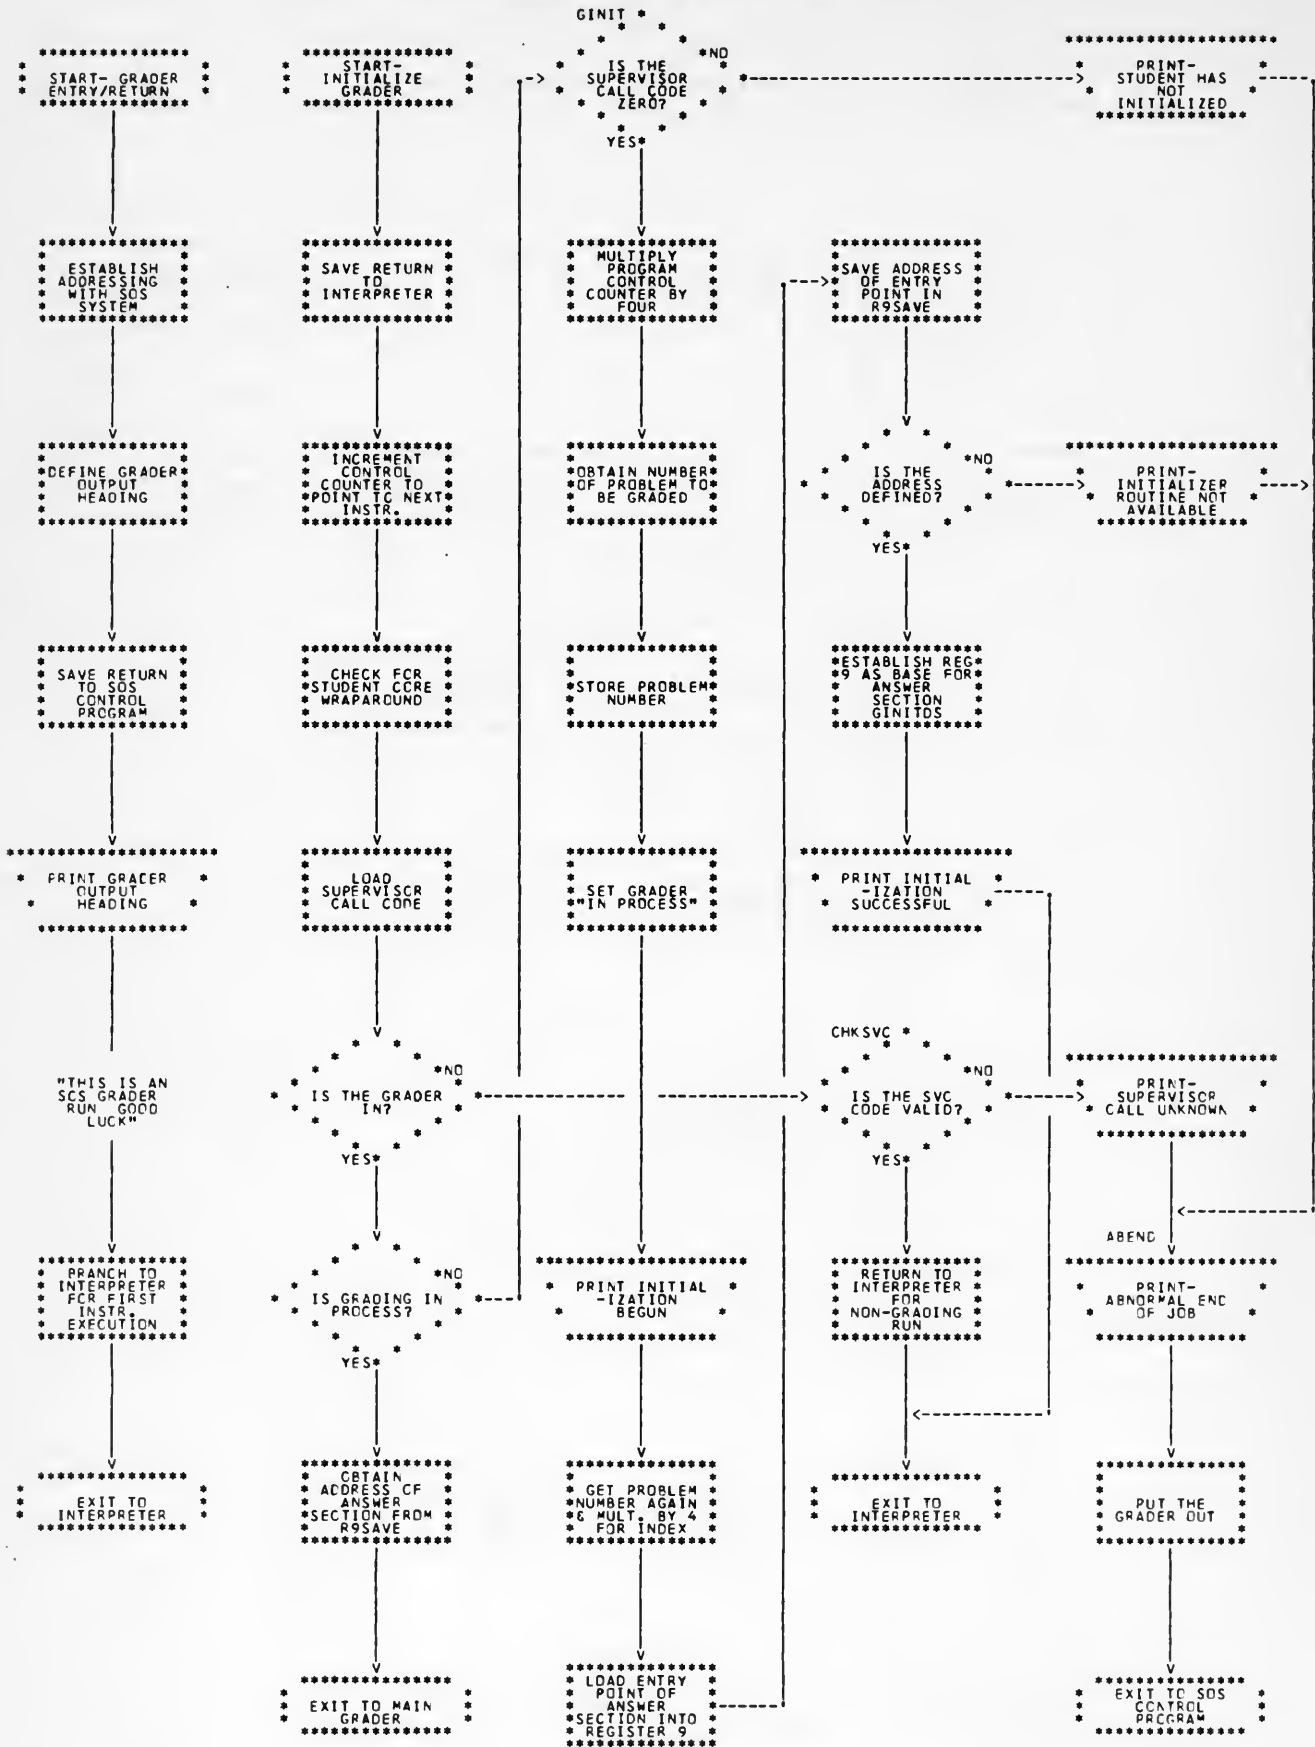 START- GRADER
ENTRY/RETURN
ESTABLISH
ADDRESSING
WITH SOS
SYSTEM
DEFINE GRADER
OUTPUT
HEADING
SAVE RETURN
TO SOS
CONTROL
PROGRAM
PRINT GRADER
OUTPUT
HEADING
"THIS IS AN
SCS GRADER
RUN GOOD
LUCK"
BRANCH TO
INTERPRETER
FCR FIRST
INSTR.
EXECUTION
EXIT TO
INTERPRETER
START-
INITIALIZE
GRADER
SAVE RETURN
TO
INTERPRETER
INCREMENT
CONTROL
COUNTER TO
POINT TC NEXT
INSTR.
CHECK FCR
STUDENT CCRE
WRAPAROUND
LOAD
SUPERVISCR
CALL CODE
IS THE GRADER
IN?
NO
YES
IS GRADING IN
PROCESS?
NO
YES
OBTAIN
ADDRESS CF
ANSWER
SECTION FROM
R9SAVE
EXIT TO MAIN
GRADER
GINIT
IS THE
SUPERVISOR
CALL CODE
ZERO?
NO
YES
MULTIPLY
PROGRAM
CONTROL
COUNTER BY
FOUR
OBTAIN NUMBER
OF PROBLEM TO
BE GRADED
STORE PROBLEM
NUMBER
SET GRADER
"IN PROCESS"
PRINT INITIAL
-IZATION
BEGUN
GET PROBLEM
NUMBER AGAIN
& MULT. BY 4
FOR INDEX
LOAD ENTRY
POINT OF
ANSWER
SECTION INTO
REGISTER 9
SAVE ADDRESS
OF ENTRY
POINT IN
R9SAVE
IS THE
ADDRESS
DEFINED?
NO
YES
ESTABLISH REG
9 AS BASE FOR
ANSWER
SECTION
GINITDS
PRINT INITIAL
-IZATION
SUCCESSFUL
CHKSVC
IS THE SVC
CODE VALID?
NO
YES
RETURN TO
INTERPRETER
FOR
NON-GRADING
RUN
EXIT TO
INTERPRETER
PRINT-
STUDENT HAS
NOT
INITIALIZED
PRINT-
INITIALIZER
ROUTINE NOT
AVAILABLE
PRINT-
SUPERVISOR
CALL UNKNOWN
ABEND
PRINT-
ABNORMAL END
OF JOB
PUT THE
GRADER OUT
EXIT TO SOS
CONTROL
PROGRAM